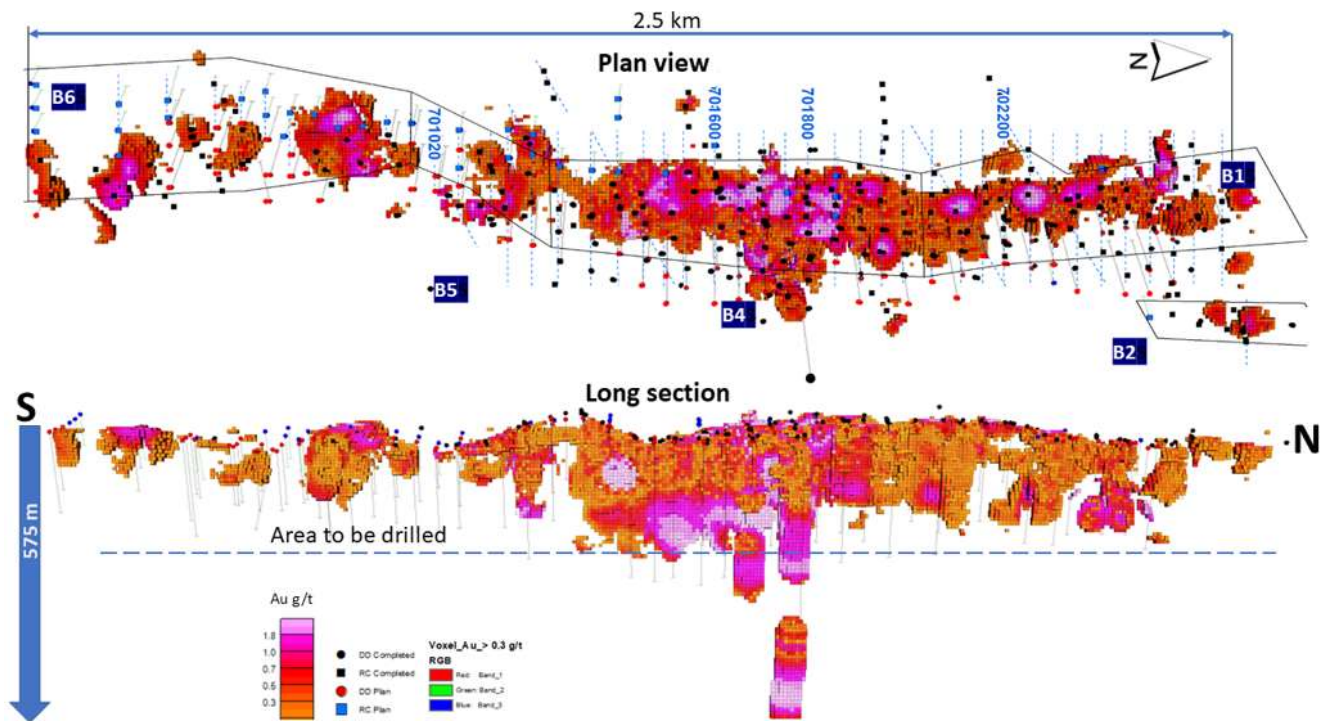 2.5 km
Plan view
N
B6
701020
701600
701800
702200
B1
B5
B4
B2
Long section
S
N
575 m
Area to be drilled
Au g/t
1.8
1.0
0.7
0.5
0.3
DD Completed
RC Completed
DD Plan
RC Plan
Voxel_Au_> 0.3 g/t
RGB
Red: Band_1
Green: Band_2
Blue: Band_3